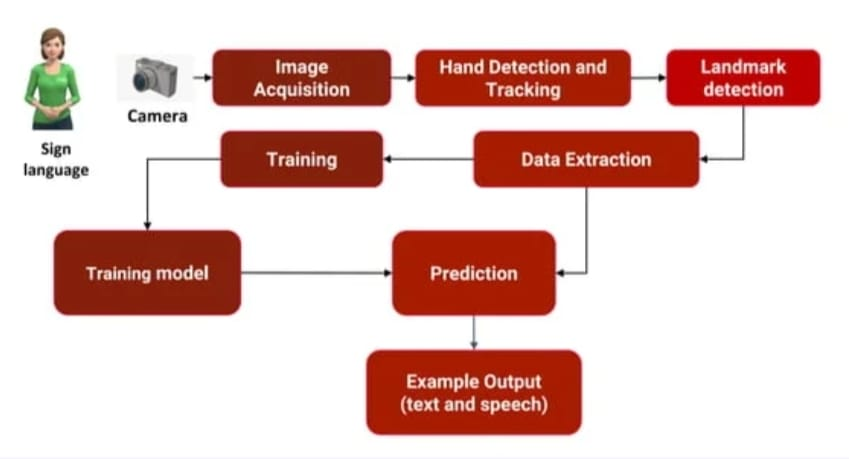 Sign
language
Camera
Image
Acquisition
Hand Detection and
Tracking
Landmark
detection
Data Extraction
Training
Training model
Prediction
Example Output
(text and speech)